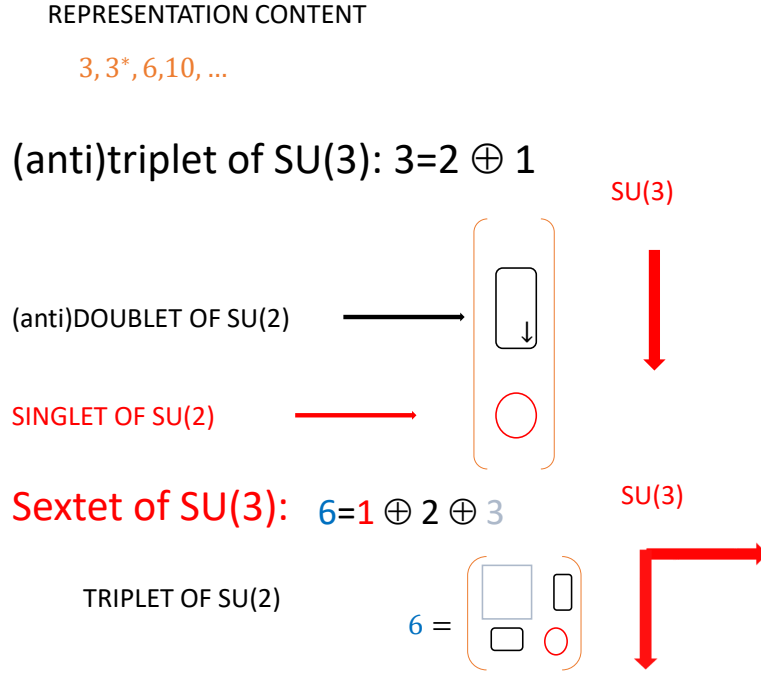 REPRESENTATION CONTENT
3, 3*, 6,10, …
(anti)triplet of SU(3): 3=2 ⊕ 1
SU(3)
(anti)DOUBLET OF SU(2)
SINGLET OF SU(2)
Sextet of SU(3): 6=1 ⊕ 2 ⊕ 3
SU(3)
TRIPLET OF SU(2)
6 =